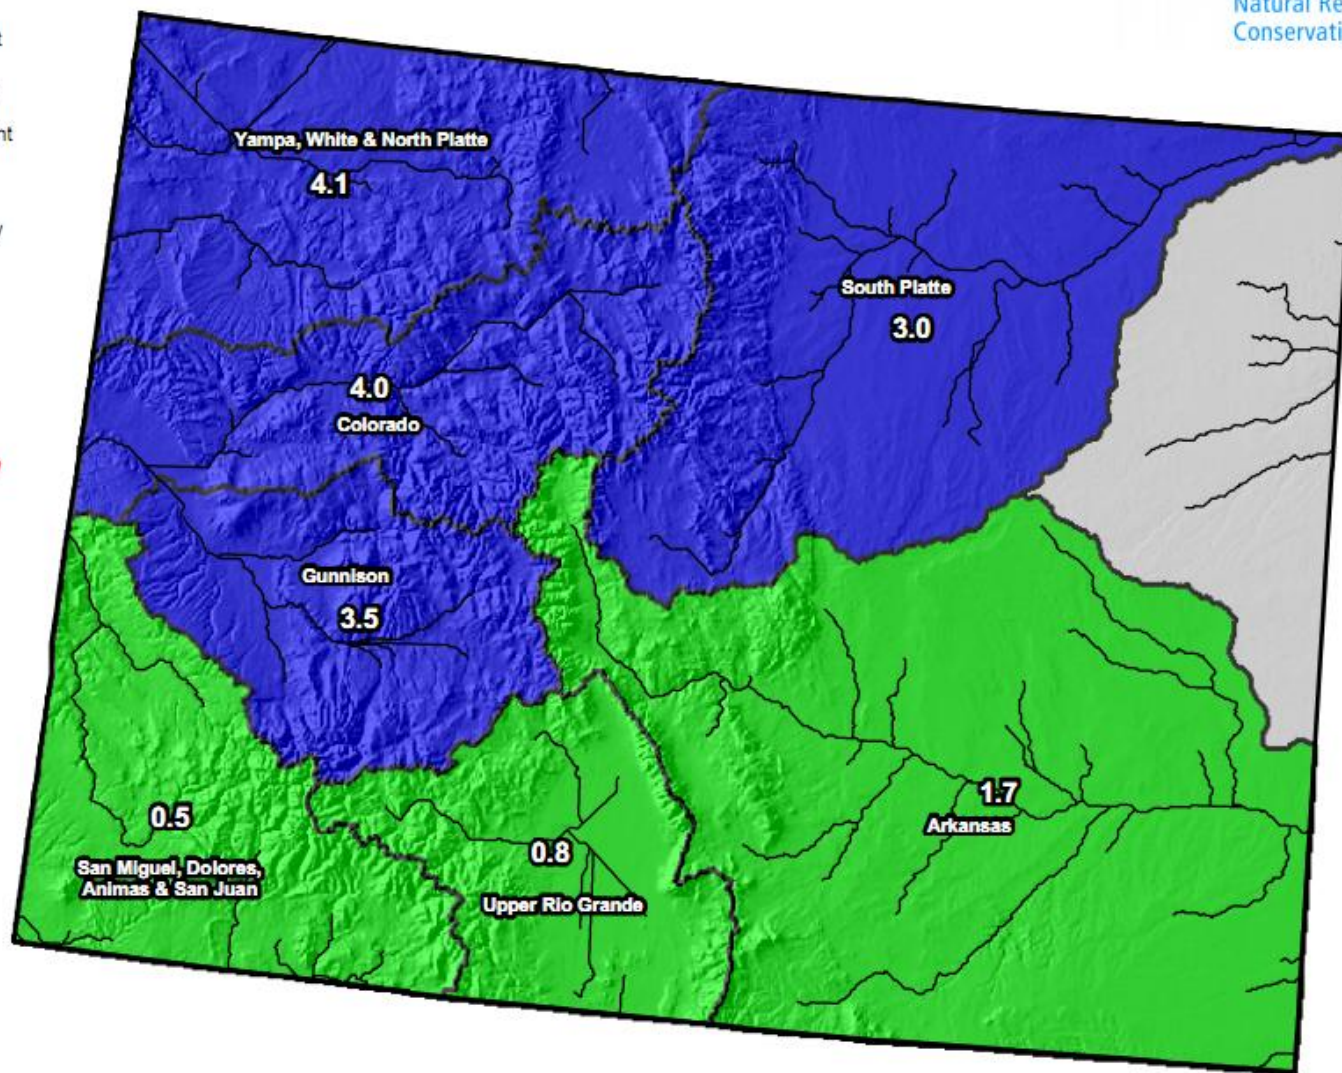 Natural Re
Conservati
Yampa, White & North Platte
4.1
South Platte
3.0
4.0
Colorado
Gunnison
3.5
0.5
San Miguel, Dolores,
Animas & San Juan
0.8
Upper Rio Grande
1.7
Arkansas